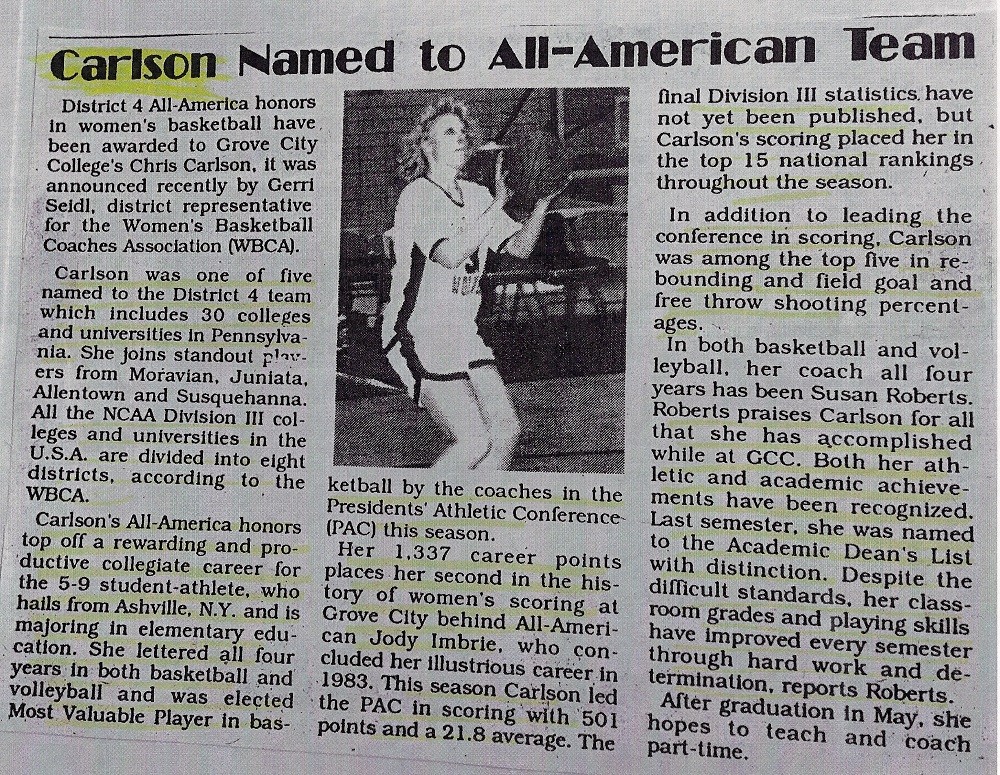 Carlson Named to All-American Team
District 4 All-America honors
in women's basketball have
been awarded to Grove City
College's Chris Carlson, it was
announced recently by Gerri
Seidl, district representative
for the Women's Basketball
Coaches Association (WBCA).
Carlson was one of five
named to the District 4 team
which includes 30 colleges
and universities in Pennsylva-
nia. She joins standout play-
ers from Moravian, Juniata,
Allentown and Susquehanna.
All the NCAA Division III col-
leges and universities in the
U.S.A. are divided into eight
districts, according to the
WBCA.
Carlson's All-America honors
top off a rewarding and pro-
ductive collegiate career for
the 5-9 student-athlete, who
hails from Ashville, N.Y. and is
majoring in elementary edu-
cation. She lettered all four
years in both basketball and
volleyball and was elected
Most Valuable Player in bas-
ketball by the coaches in the
Presidents' Athletic Conference
(PAC) this season.
Her 1,337 career points
places her second in the his-
tory of women's scoring at
Grove City behind All-Ameri-
can Jody Imbrie, who con-
cluded her illustrious career in
1983. This season Carlson led
the PAC in scoring with 501
points and a 21.8 average. The
final Division III statistics have
not yet been published, but
Carlson's scoring placed her in
the top 15 national rankings
throughout the season.
In addition to leading the
conference in scoring, Carlson
was among the top five in re-
bounding and field goal and
free throw shooting percent-
ages.
In both basketball and vol-
leyball, her coach all four
years has been Susan Roberts.
Roberts praises Carlson for all
that she has accomplished
while at GCC. Both her ath-
letic and academic achieve-
ments have been recognized.
Last semester, she was named
to the Academic Dean's List
with distinction. Despite the
difficult standards, her class-
room grades and playing skills
have improved every semester
through hard work and de-
termination, reports Roberts.
After graduation in May, she
hopes to teach and coach
part-time.